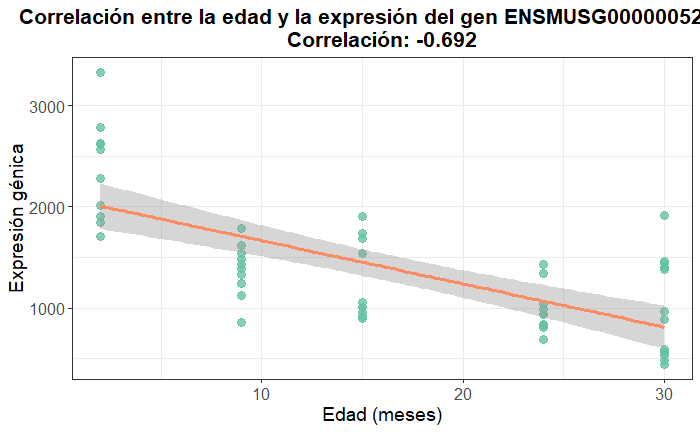 Correlación entre la edad y la expresión del gen ENSMUSG00000052
Correlación: -0.692
Expresión génica
3000
2000
1000
10
20
30
Edad (meses)